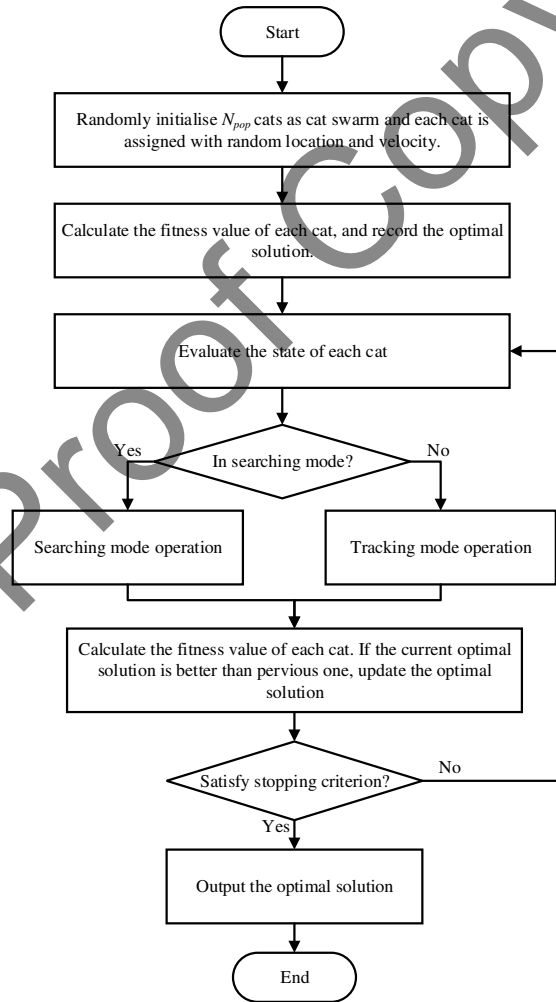 Start
Randomly initialise Npop cats as cat swarm and each cat is
assigned with random location and velocity.
Calculate the fitness value of each cat, and record the optimal
solution.
Evaluate the state of each cat
Yes
In searching mode?
No
Searching mode operation
Tracking mode operation
Calculate the fitness value of each cat. If the current optimal
solution is better than pervious one, update the optimal
solution
Satisfy stopping criterion?
No
Yes
Output the optimal solution
End
Proof Copy